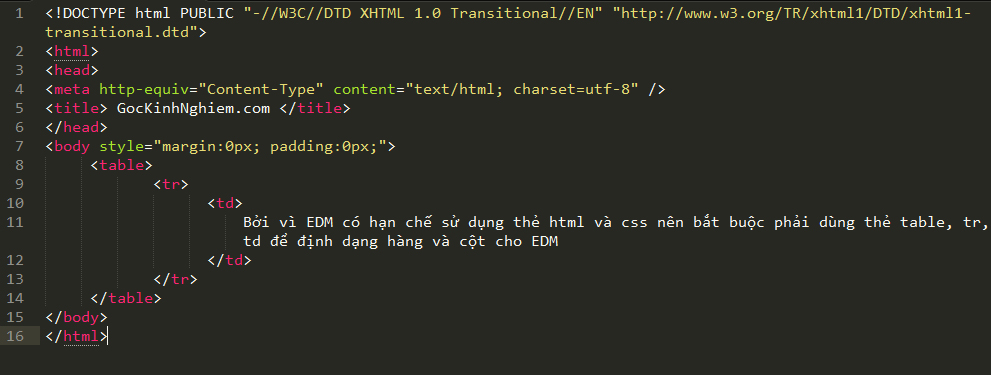 1 <!DOCTYPE html PUBLIC "-//W3C//DTD XHTML 1.0 Transitional//EN" "http://www.w3.org/TR/xhtml1/DTD/xhtml1-
transitional.dtd">
2 <html>
3 <head>
4 <meta http-equiv="Content-Type" content="text/html; charset=utf-8" />
5 <title> GocKinhNghiem.com </title>
6 </head>
7 <body style="margin:0px; padding:0px;">
8 <table>
9 <tr>
10 <td>
11 Bởi vì EDM có hạn chế sử dụng thẻ html và css nên bắt buộc phải dùng thẻ table, tr,
td để định dạng hàng và cột cho EDM
12 </td>
13 </tr>
14 </table>
15 </body>
16 </html>